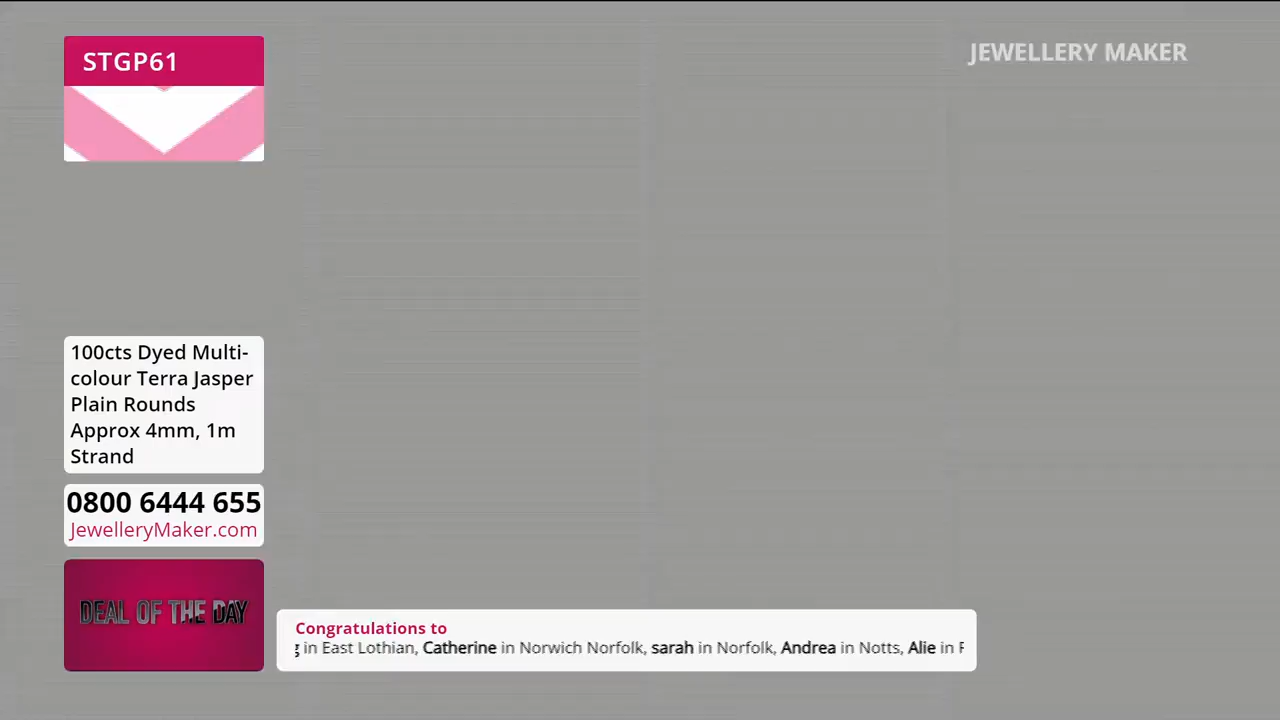 STGP61
JEWELLERY MAKER
100cts Dyed Multi-
colour Terra Jasper
Plain Rounds
Approx 4mm, 1m
Strand
0800 6444 655
JewelleryMaker.com
DEAL OF THE DAY
Congratulations to
in East Lothian, Catherine in Norwich Norfolk, sarah in Norfolk, Andrea in Notts, Alie in